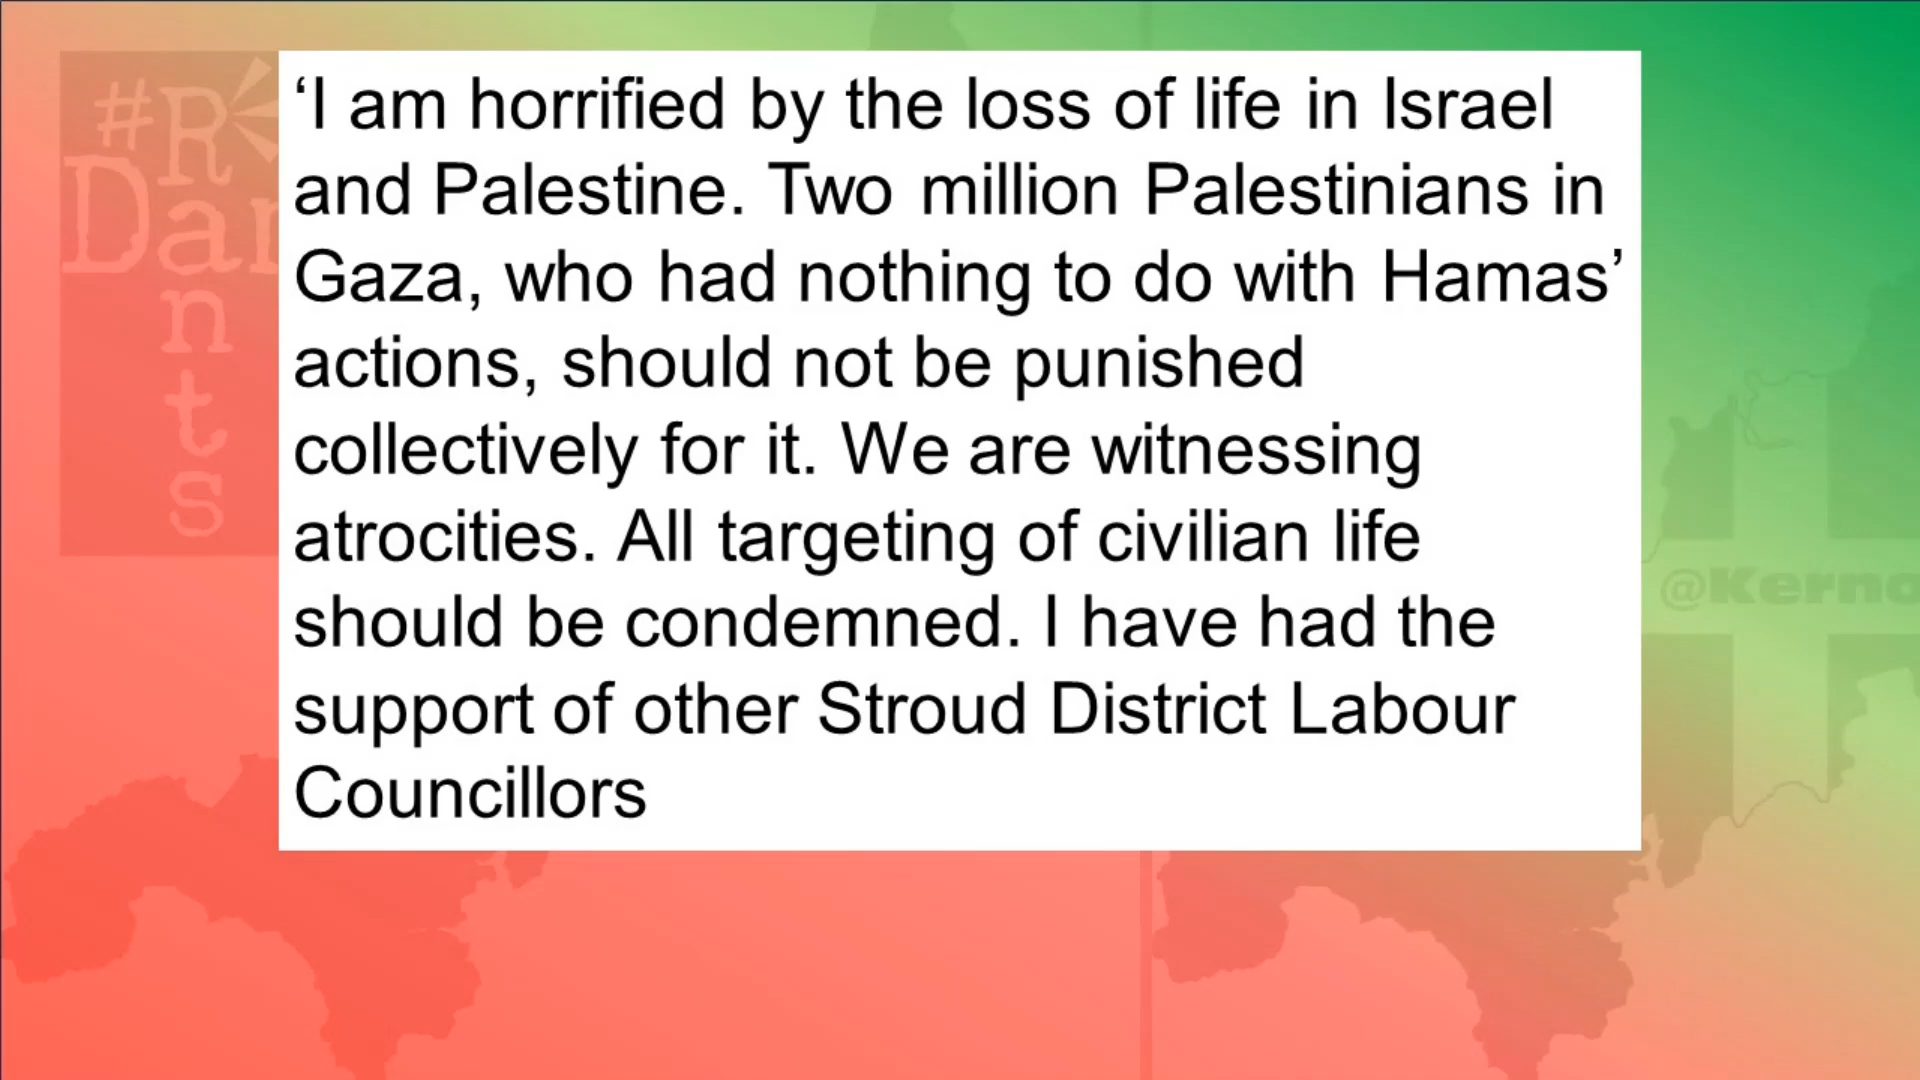 #R
Dan
n
t
s
‘I am horrified by the loss of life in Israel
and Palestine. Two million Palestinians in
Gaza, who had nothing to do with Hamas’
actions, should not be punished
collectively for it. We are witnessing
atrocities. All targeting of civilian life
should be condemned. I have had the
support of other Stroud District Labour
Councillors
@Kerno